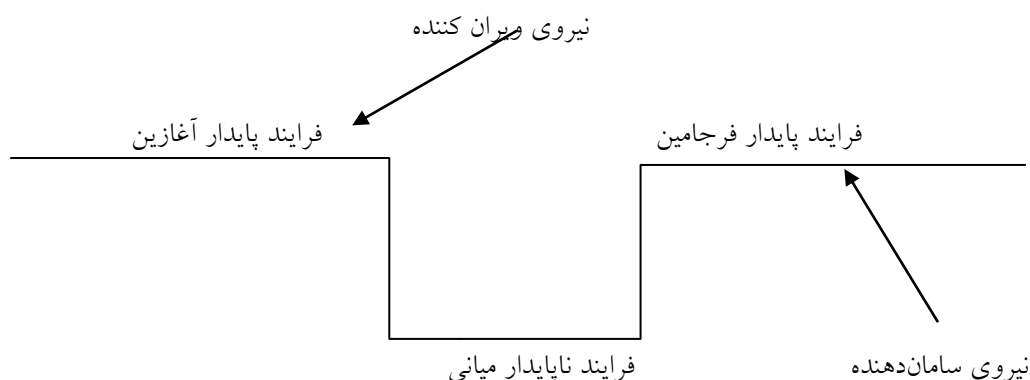 نیروی ویران کننده
فرایند پایدار آغازین
فرایند پایدار فرجامین
فرایند ناپایدار میانی
نیروی سامان‌دهنده